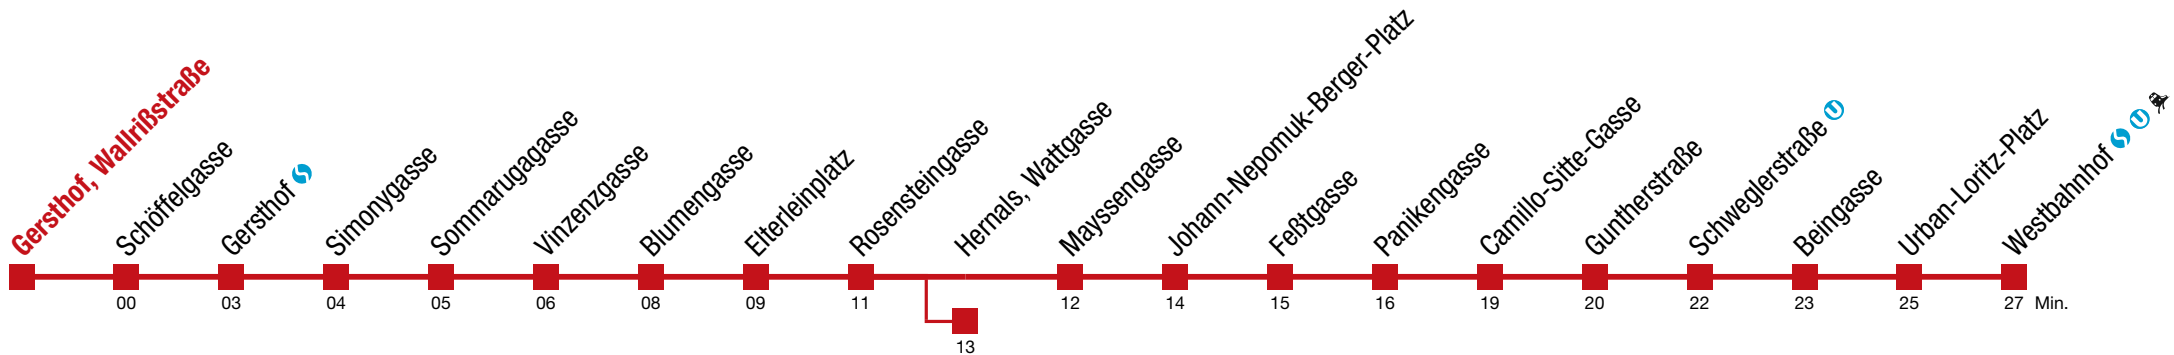 Gersthof, Wallrißstraße
Schöffelgasse
Gersthof
Simonygasse
Sommarugagasse
Vinzenzgasse
Blumengasse
Elterleinplatz
Rosensteingasse
Hernals, Wattgasse
Mayssengasse
Johann-Nepomuk-Berger-Platz
Feßtgasse
Panikengasse
Camillo-Sitte-Gasse
Guntherstraße
Schweglerstraße U
Beingasse
Urban-Loritz-Platz
Westbahnhof U
00 03 04 05 06 08 09 11 12 14 15 16 19 20 22 23 25 27 Min.
13